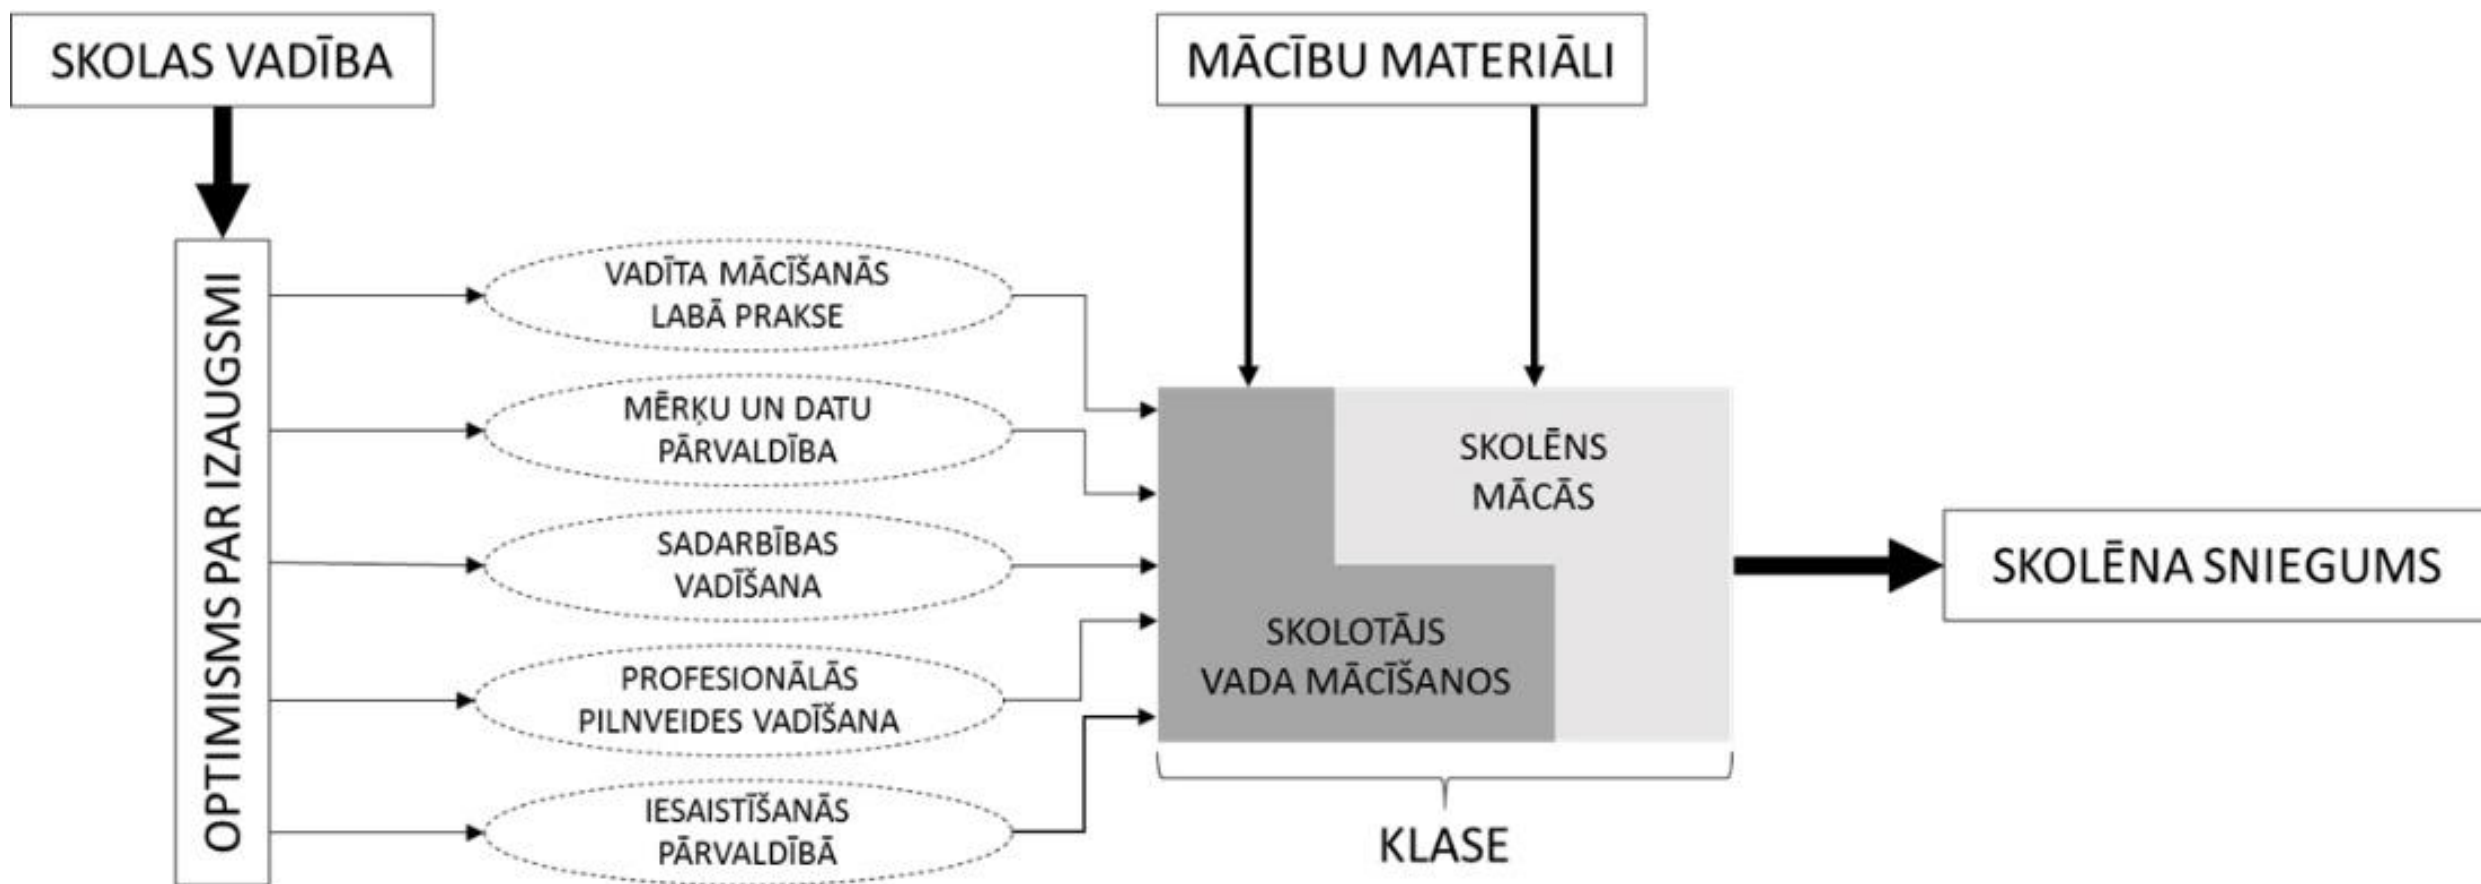 SKOLAS VADĪBA
MĀCĪBU MATERIĀLI
OPTIMISMS PAR IZAUGSMI
VADĪTA MĀCĪŠANĀS
LABĀ PRAKSE
MĒRĶU UN DATU
PĀRVALDĪBA
SADARBĪBAS
VADĪŠANA
PROFESIONĀLĀS
PILNVEIDES VADĪŠANA
IESAISTĪŠANĀS
PĀRVALDĪBĀ
SKOLĒNS
MĀCĀS
SKOLOTĀJS
VADA MĀCĪŠANOS
KLASE
SKOLĒNA SNIEGUMS